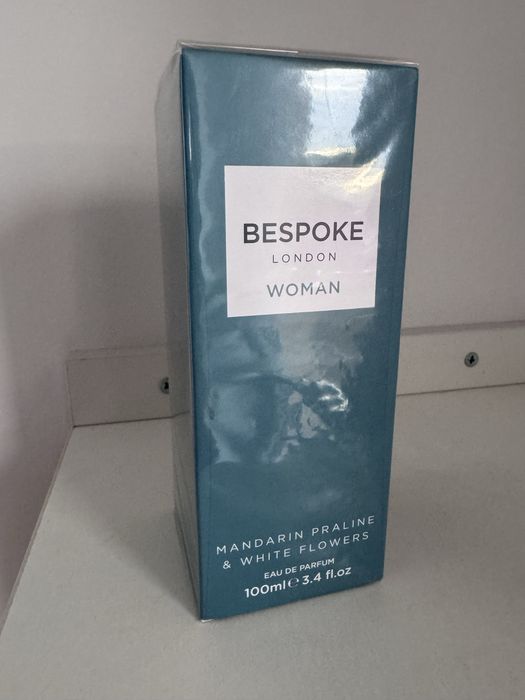 BESPOKE
LONDON
WOMAN
MANDARIN PRALINE
& WHITE FLOWERS
EAU DE PARFUM
100ml ℮ 3.4 fl.oz